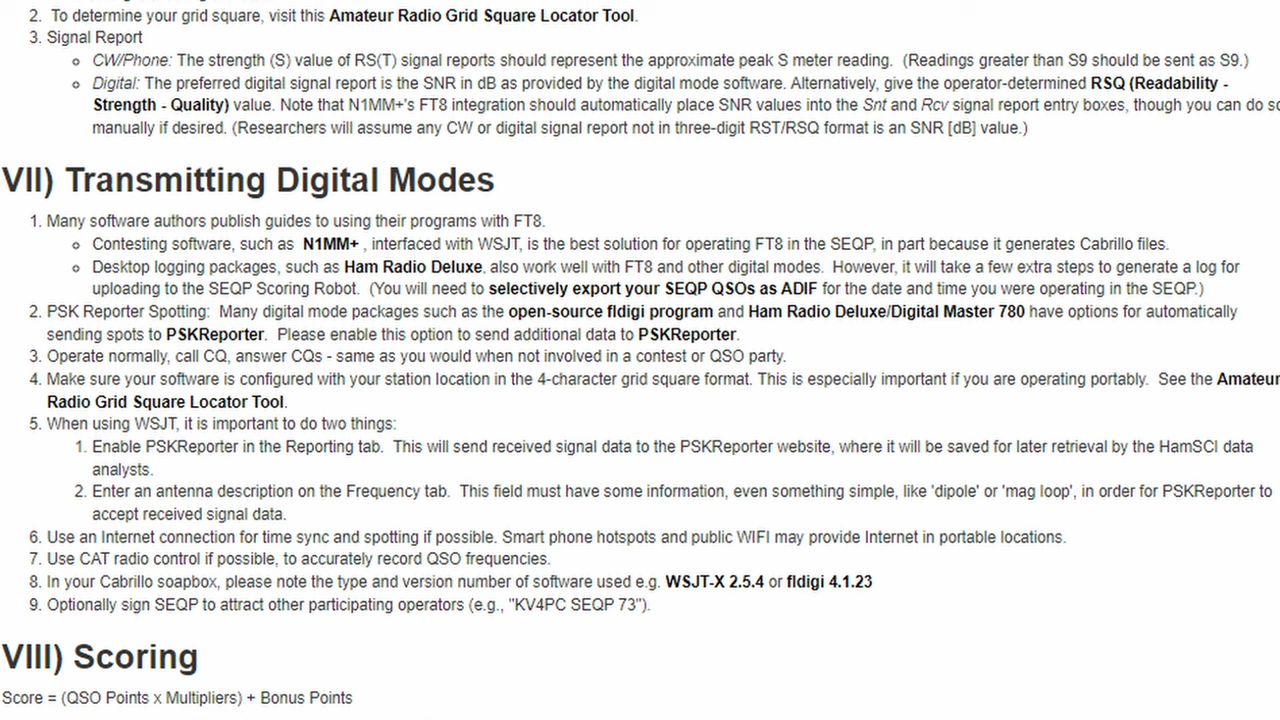 2. To determine your grid square, visit this Amateur Radio Grid Square Locator Tool.
3. Signal Report
CW/Phone: The strength (S) value of RS(T) signal reports should represent the approximate peak S meter reading. (Readings greater than S9 should be sent as S9.)
Digital: The preferred digital signal report is the SNR in dB as provided by the digital mode software. Alternatively, give the operator-determined RSQ (Readability -
Strength - Quality) value. Note that N1MM+'s FT8 integration should automatically place SNR values into the Snt and Rcv signal report entry boxes, though you can do so
manually if desired. (Researchers will assume any CW or digital signal report not in three-digit RST/RSQ format is an SNR [dB] value.)
VII) Transmitting Digital Modes
1. Many software authors publish guides to using their programs with FT8.
Contesting software, such as N1MM+ , interfaced with WSJT, is the best solution for operating FT8 in the SEQP, in part because it generates Cabrillo files.
Desktop logging packages, such as Ham Radio Deluxe, also work well with FT8 and other digital modes. However, it will take a few extra steps to generate a log for
uploading to the SEQP Scoring Robot. (You will need to selectively export your SEQP QSOs as ADIF for the date and time you were operating in the SEQP.)
2. PSK Reporter Spotting: Many digital mode packages such as the open-source fldigi program and Ham Radio Deluxe/Digital Master 780 have options for automatically
sending spots to PSKReporter. Please enable this option to send additional data to PSKReporter.
3. Operate normally, call CQ, answer CQs - same as you would when not involved in a contest or QSO party.
4. Make sure your software is configured with your station location in the 4-character grid square format. This is especially important if you are operating portably. See the Amateur
Radio Grid Square Locator Tool.
5. When using WSJT, it is important to do two things:
1. Enable PSKReporter in the Reporting tab. This will send received signal data to the PSKReporter website, where it will be saved for later retrieval by the HamSCI data
analysts.
2. Enter an antenna description on the Frequency tab. This field must have some information, even something simple, like 'dipole' or 'mag loop', in order for PSKReporter to
accept received signal data.
6. Use an Internet connection for time sync and spotting if possible. Smart phone hotspots and public WIFI may provide Internet in portable locations.
7. Use CAT radio control if possible, to accurately record QSO frequencies.
8. In your Cabrillo soapbox, please note the type and version number of software used e.g. WSJT-X 2.5.4 or fldigi 4.1.23
9. Optionally sign SEQP to attract other participating operators (e.g., "KV4PC SEQP 73").
VIII) Scoring
Score = (QSO Points x Multipliers) + Bonus Points